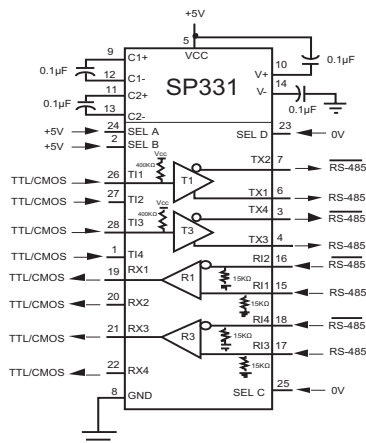 +5V
9 C1+ 5 VCC
0.1µF 12 C1- 10 V+ 0.1µF
11 C2+ SP331 14 V-
0.1µF 13 C2- 0.1µF
+5V 24 SEL A SEL D 23 0V
+5V 2 SEL B
TTL/CMOS 26 TI1 Vcc 400KΩ T1 TX2 7 RS-485
TTL/CMOS 27 TI2 TX1 6 RS-485
TTL/CMOS 28 TI3 Vcc 400KΩ T3 TX4 3 RS-485
TX3 4 RS-485
TTL/CMOS 1 TI4
TTL/CMOS 19 RX1 R1 RI2 16 RS-485
15KΩ
RI1 15 RS-485
TTL/CMOS 20 RX2 15KΩ
TTL/CMOS 21 RX3 R3 RI4 18 RS-485
15KΩ
RI3 17 RS-485
TTL/CMOS 22 RX4 15KΩ
8 GND SEL C 25 0V